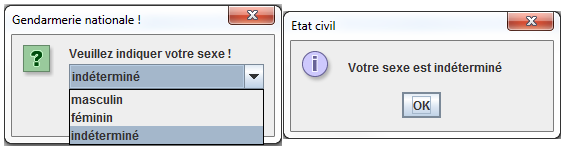 Gendarmerie nationale !
Veuillez indiquer votre sexe !
indéterminé
masculin
féminin
indéterminé
Etat civil
Votre sexe est indéterminé
OK